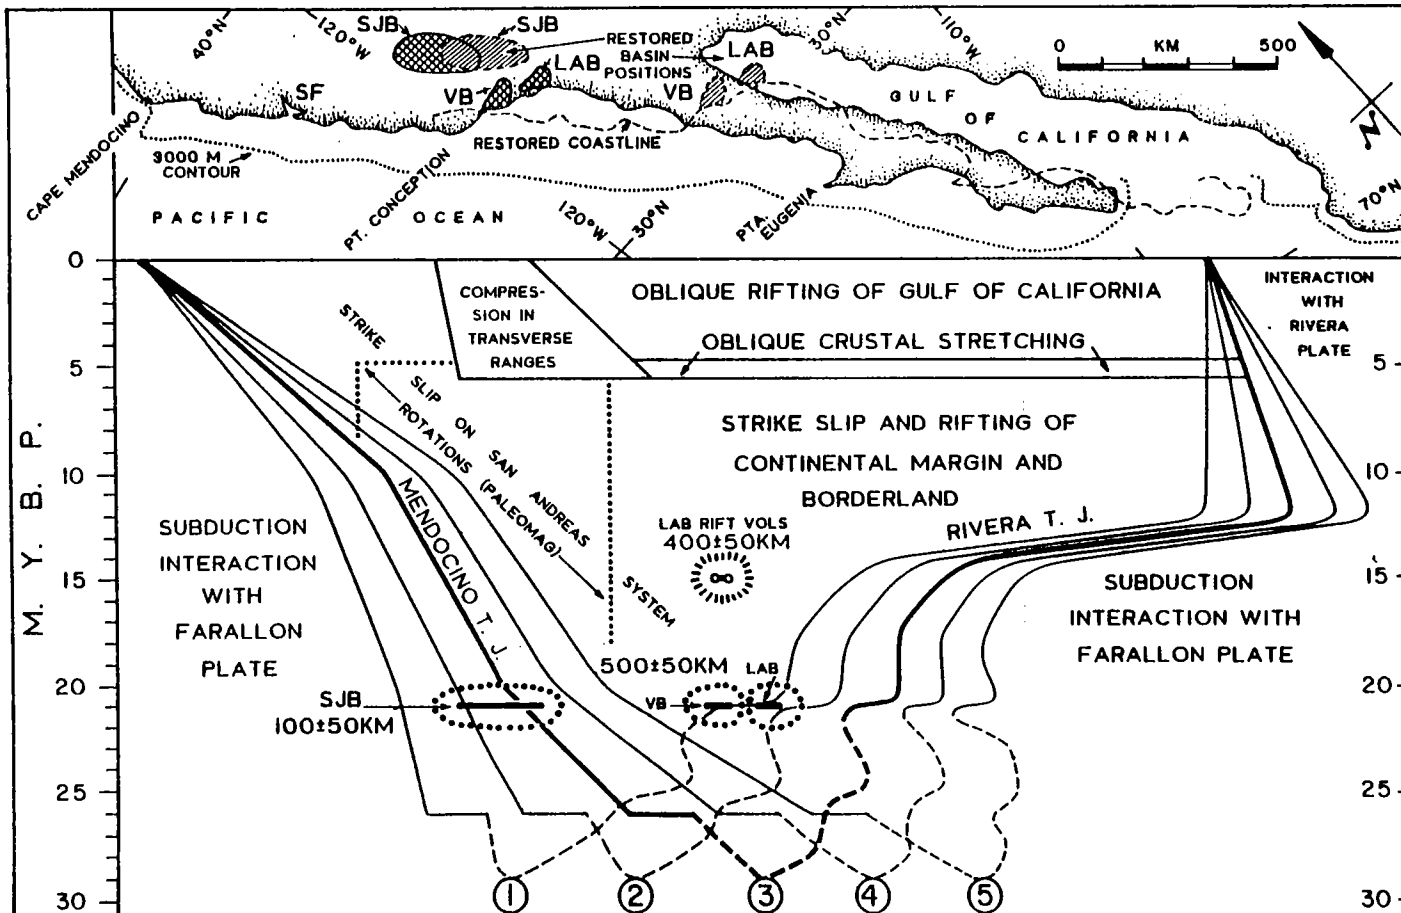 40°N
120°W
SJB
SJB
RESTORED
BASIN
POSITIONS
LAB
LAB
30°N
110°W
0 KM 500
VB
VB
SF
GULF
OF
CALIFORNIA
N
CAPE MENDOCINO
3000 M
CONTOUR
RESTORED COASTLINE
PT. CONCEPTION
PACIFIC OCEAN
120°W
30°N
PTA.
EUGENIA
70°N
M. Y. B. P.
0
5
10
15
20
25
30
COMPRES-
SION IN
TRANSVERSE
RANGES
OBLIQUE RIFTING OF GULF OF CALIFORNIA
OBLIQUE CRUSTAL STRETCHING
INTERACTION
WITH
RIVERA
PLATE
STRIKE SLIP ON SAN ANDREAS SYSTEM
ROTATIONS (PALEOMAG)
STRIKE SLIP AND RIFTING OF
CONTINENTAL MARGIN AND
BORDERLAND
MENDOCINO T. J.
RIVERA T. J.
LAB RIFT VOLS
400±50KM
SUBDUCTION
INTERACTION
WITH
FARALLON
PLATE
SUBDUCTION
INTERACTION WITH
FARALLON PLATE
500±50KM
SJB
100±50KM
VB
LAB
5
10
15
20
25
30
1
2
3
4
5